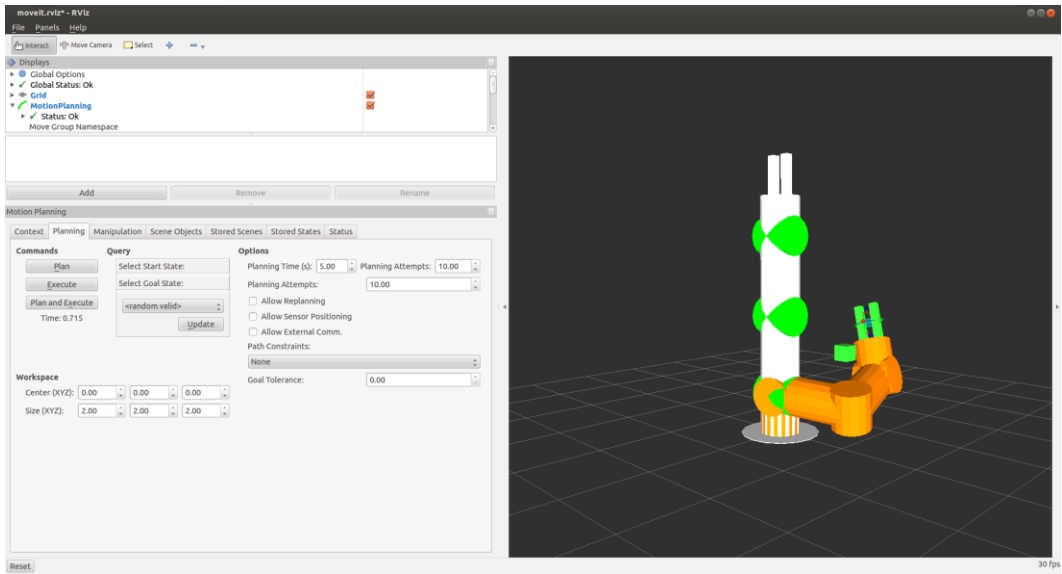 moveit.rviz* - RViz
File Panels Help
Interact Move Camera Select
Displays
Global Options
Global Status: Ok
Grid
MotionPlanning
Status: Ok
Move Group Namespace
Add Remove Rename
Motion Planning
Context Planning Manipulation Scene Objects Stored Scenes Stored States Status
Commands Query Options
Plan Select Start State: Planning Time (s): 5.00 Planning Attempts: 10.00
Execute Select Goal State: Planning Attempts: 10.00
Plan and Execute <random valid> Allow Replanning
Time: 0.715 Update Allow Sensor Positioning
Allow External Comm.
Path Constraints:
None
Workspace Goal Tolerance: 0.00
Center (XYZ): 0.00 0.00 0.00
Size (XYZ): 2.00 2.00 2.00
Reset 30 fps